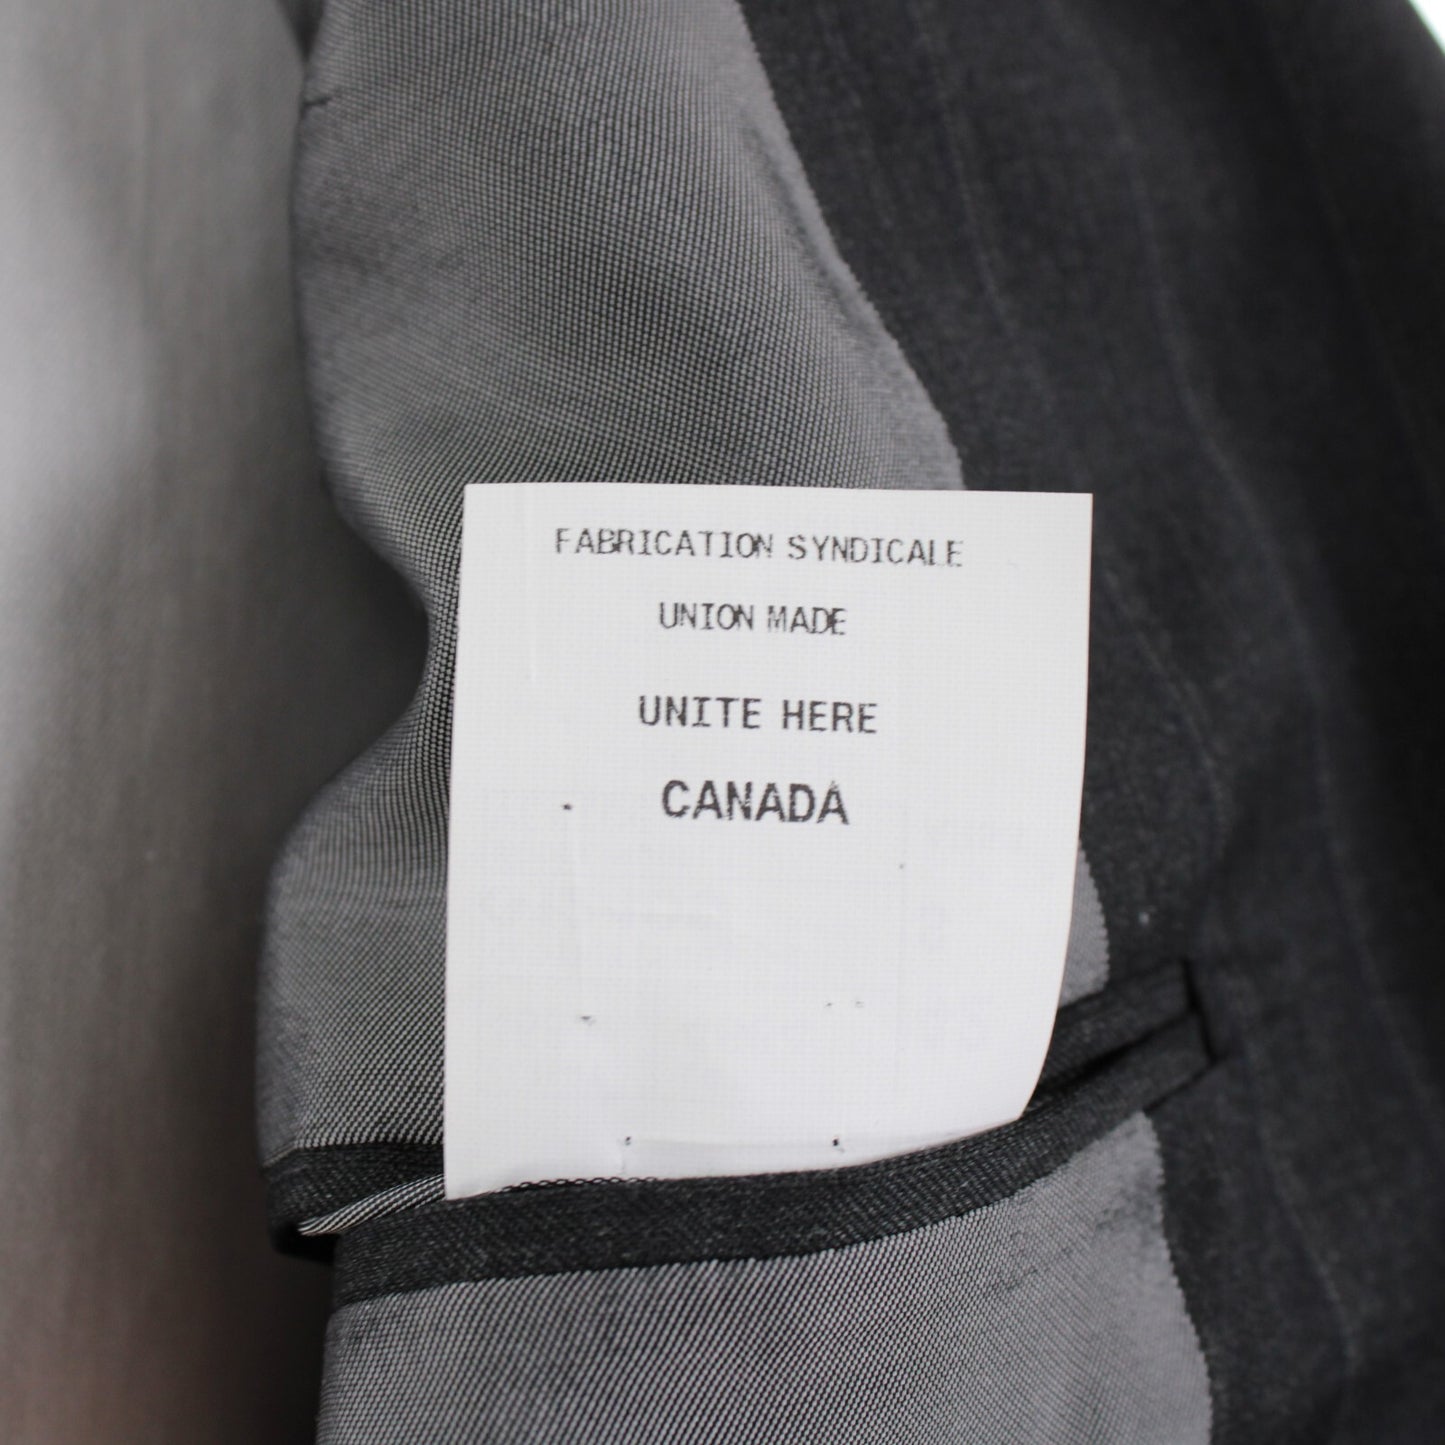 FABRICATION SYNDICALE
UNION MADE
UNITE HERE
CANADA